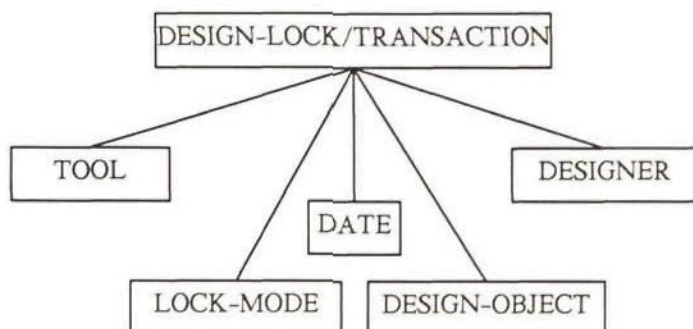 DESIGN-LOCK/TRANSACTION
TOOL
DESIGNER
DATE
LOCK-MODE
DESIGN-OBJECT